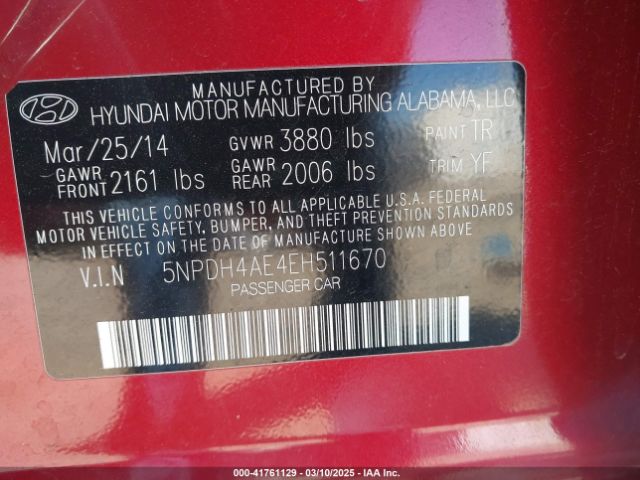 MANUFACTURED BY
HYUNDAI MOTOR MANUFACTURING ALABAMA, LLC
Mar/25/14 GVWR 3880 lbs PAINT TR
GAWR FRONT 2161 lbs GAWR REAR 2006 lbs TRIM YF
THIS VEHICLE CONFORMS TO ALL APPLICABLE U.S.A. FEDERAL
MOTOR VEHICLE SAFETY, BUMPER, AND THEFT PREVENTION STANDARDS
IN EFFECT ON THE DATE OF MANUFACTURE SHOWN ABOVE.
V.I.N 5NPDH4AE4EH511670
PASSENGER CAR
000-41761129 - 03/10/2025 - IAA Inc.